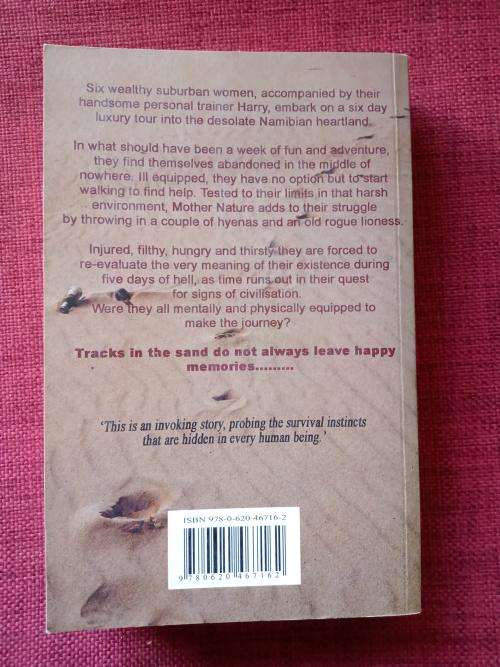 Six wealthy suburban women, accompanied by their
handsome personal trainer Harry, embark on a six day
luxury tour into the desolate Namibian heartland.
In what should have been a week of fun and adventure,
they find themselves abandoned in the middle of
nowhere. Ill equipped, they have no option but to start
walking to find help. Tested to their limits in that harsh
environment, Mother Nature adds to their struggle
by throwing in a couple of hyenas and an old rogue lioness.
Injured, filthy, hungry and thirsty they are forced to
re-evaluate the very meaning of their existence during
five days of hell, as time runs out in their quest
for signs of civilisation.
Were they all mentally and physically equipped to
make the journey?
Tracks in the sand do not always leave happy
memories.........
‘This is an invoking story, probing the survival instincts
that are hidden in every human being.’
ISBN 978-0-620-46716-2
9 780620 467162